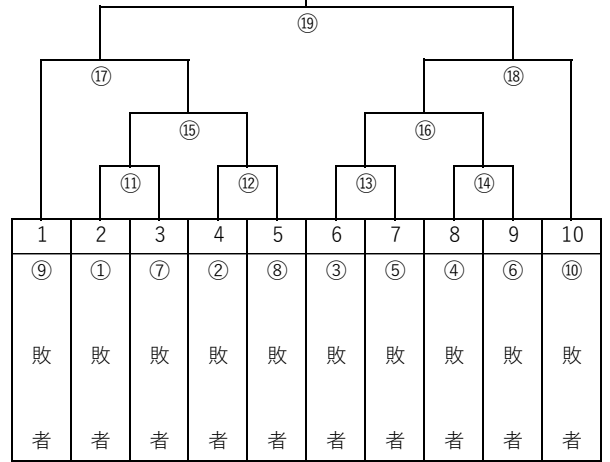 ⑲
⑰ ⑱
⑮ ⑯
⑪ ⑫ ⑬ ⑭
1 2 3 4 5 6 7 8 9 10
⑨ ① ⑦ ② ⑧ ③ ⑤ ④ ⑥ ⑩
敗 敗 敗 敗 敗 敗 敗 敗 敗 敗
者 者 者 者 者 者 者 者 者 者